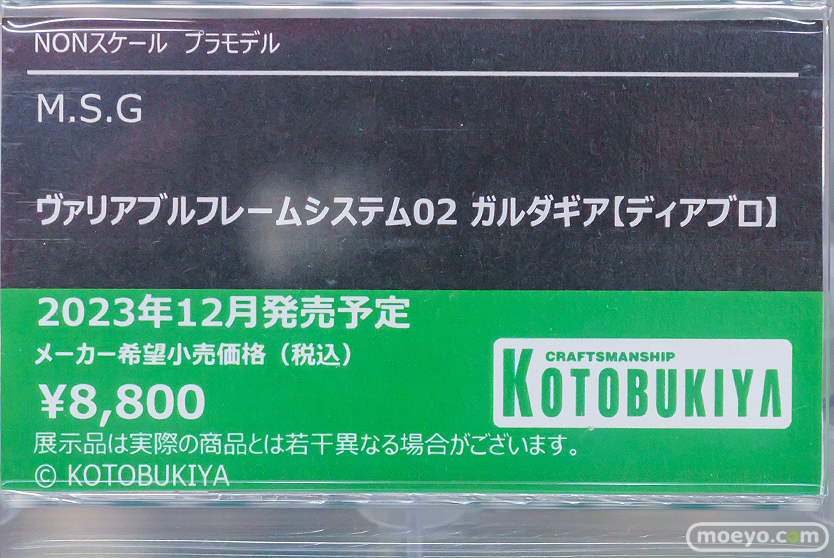 NONスケール プラモデル
M.S.G
ヴァリアブルフレームシステム02 ガルダギア【ディアブロ】
2023年12月発売予定
メーカー希望小売価格（税込）
¥8,800
CRAFTSMANSHIP
KOTOBUKIYA
展示品は実際の商品とは若干異なる場合がございます。
© KOTOBUKIYA
moeyo.com